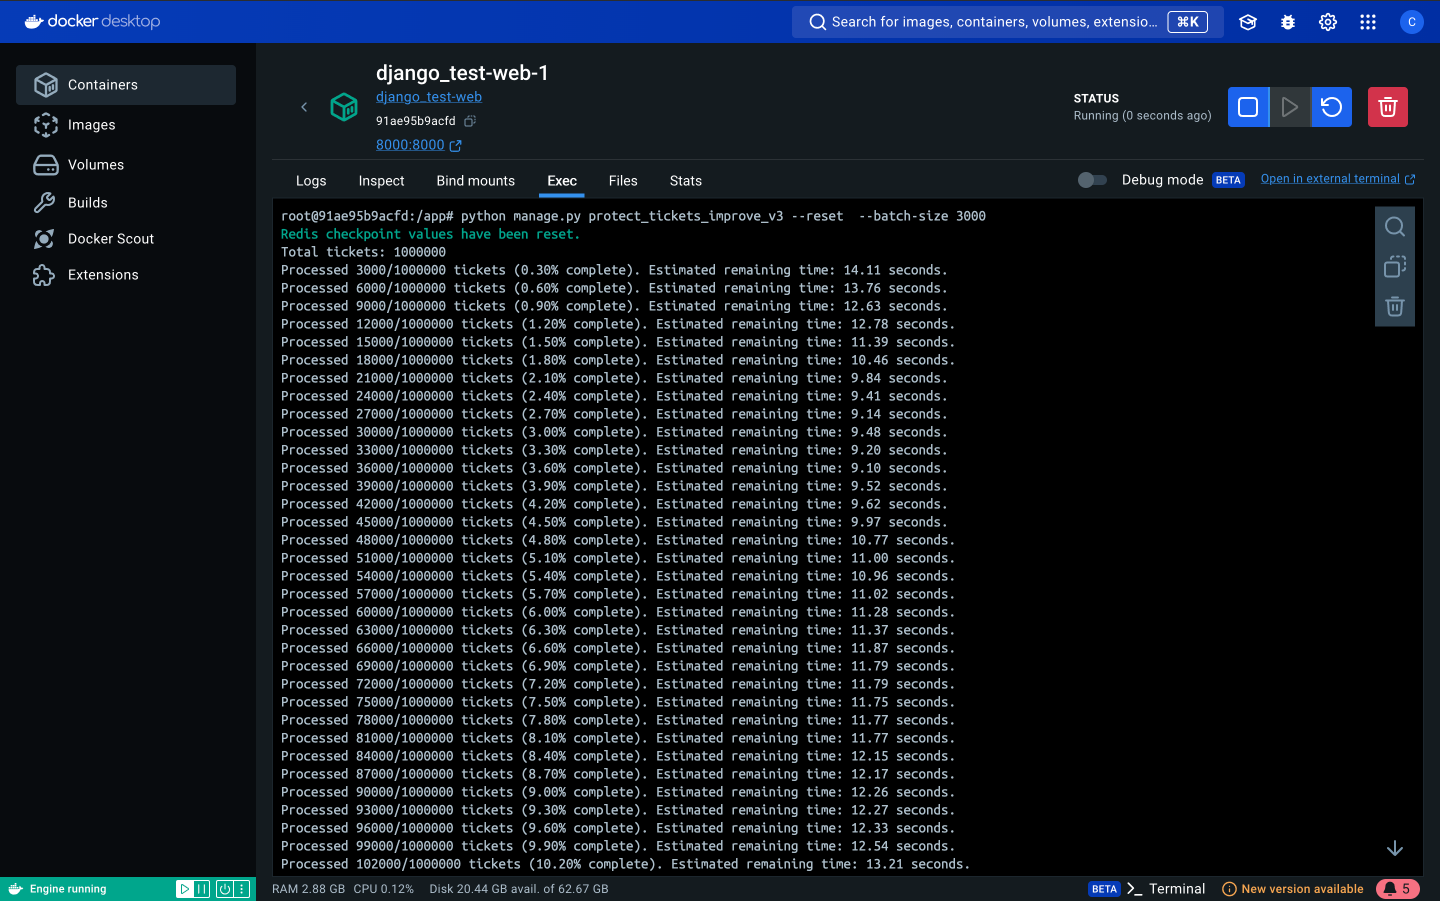 docker desktop
Search for images, containers, volumes, extensio... ⌘K
C
Containers
Images
Volumes
Builds
Docker Scout
Extensions
django_test-web-1
django_test-web
91ae95b9acfd
8000:8000
STATUS
Running (0 seconds ago)
Logs Inspect Bind mounts Exec Files Stats
Debug mode BETA Open in external terminal
root@91ae95b9acfd:/app# python manage.py protect_tickets_improve_v3 --reset  --batch-size 3000
Redis checkpoint values have been reset.
Total tickets: 1000000
Processed 3000/1000000 tickets (0.30% complete). Estimated remaining time: 14.11 seconds.
Processed 6000/1000000 tickets (0.60% complete). Estimated remaining time: 13.76 seconds.
Processed 9000/1000000 tickets (0.90% complete). Estimated remaining time: 12.63 seconds.
Processed 12000/1000000 tickets (1.20% complete). Estimated remaining time: 12.78 seconds.
Processed 15000/1000000 tickets (1.50% complete). Estimated remaining time: 11.39 seconds.
Processed 18000/1000000 tickets (1.80% complete). Estimated remaining time: 10.46 seconds.
Processed 21000/1000000 tickets (2.10% complete). Estimated remaining time: 9.84 seconds.
Processed 24000/1000000 tickets (2.40% complete). Estimated remaining time: 9.41 seconds.
Processed 27000/1000000 tickets (2.70% complete). Estimated remaining time: 9.14 seconds.
Processed 30000/1000000 tickets (3.00% complete). Estimated remaining time: 9.48 seconds.
Processed 33000/1000000 tickets (3.30% complete). Estimated remaining time: 9.20 seconds.
Processed 36000/1000000 tickets (3.60% complete). Estimated remaining time: 9.10 seconds.
Processed 39000/1000000 tickets (3.90% complete). Estimated remaining time: 9.52 seconds.
Processed 42000/1000000 tickets (4.20% complete). Estimated remaining time: 9.62 seconds.
Processed 45000/1000000 tickets (4.50% complete). Estimated remaining time: 9.97 seconds.
Processed 48000/1000000 tickets (4.80% complete). Estimated remaining time: 10.77 seconds.
Processed 51000/1000000 tickets (5.10% complete). Estimated remaining time: 11.00 seconds.
Processed 54000/1000000 tickets (5.40% complete). Estimated remaining time: 10.96 seconds.
Processed 57000/1000000 tickets (5.70% complete). Estimated remaining time: 11.02 seconds.
Processed 60000/1000000 tickets (6.00% complete). Estimated remaining time: 11.28 seconds.
Processed 63000/1000000 tickets (6.30% complete). Estimated remaining time: 11.37 seconds.
Processed 66000/1000000 tickets (6.60% complete). Estimated remaining time: 11.87 seconds.
Processed 69000/1000000 tickets (6.90% complete). Estimated remaining time: 11.79 seconds.
Processed 72000/1000000 tickets (7.20% complete). Estimated remaining time: 11.79 seconds.
Processed 75000/1000000 tickets (7.50% complete). Estimated remaining time: 11.75 seconds.
Processed 78000/1000000 tickets (7.80% complete). Estimated remaining time: 11.77 seconds.
Processed 81000/1000000 tickets (8.10% complete). Estimated remaining time: 11.77 seconds.
Processed 84000/1000000 tickets (8.40% complete). Estimated remaining time: 12.15 seconds.
Processed 87000/1000000 tickets (8.70% complete). Estimated remaining time: 12.17 seconds.
Processed 90000/1000000 tickets (9.00% complete). Estimated remaining time: 12.26 seconds.
Processed 93000/1000000 tickets (9.30% complete). Estimated remaining time: 12.27 seconds.
Processed 96000/1000000 tickets (9.60% complete). Estimated remaining time: 12.33 seconds.
Processed 99000/1000000 tickets (9.90% complete). Estimated remaining time: 12.54 seconds.
Processed 102000/1000000 tickets (10.20% complete). Estimated remaining time: 13.21 seconds.
Engine running
RAM 2.88 GB CPU 0.12% Disk 20.44 GB avail. of 62.67 GB
BETA Terminal New version available 5